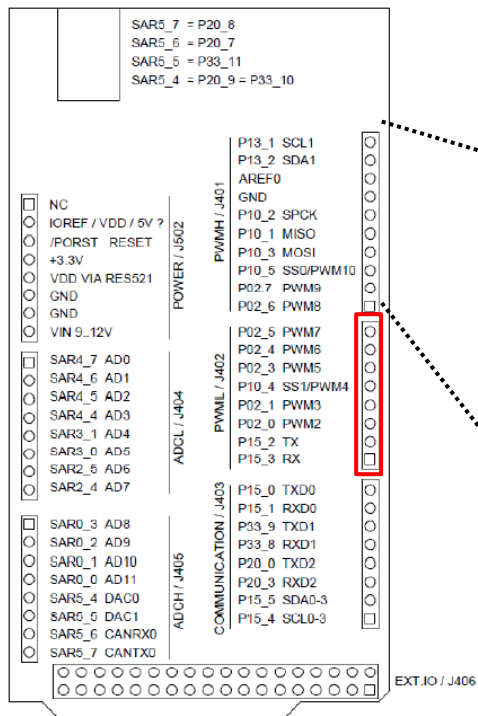 SAR5_7 = P20_8
SAR5_6 = P20_7
SAR5_5 = P33_11
SAR5_4 = P20_9 = P33_10
NC
IOREF / VDD / 5V ?
/PORST RESET
+3.3V
VDD VIA RES521
GND
GND
VIN 9..12V
POWER / J502
SAR4_7 AD0
SAR4_6 AD1
SAR4_5 AD2
SAR4_4 AD3
SAR3_1 AD4
SAR3_0 AD5
SAR2_5 AD6
SAR2_4 AD7
ADCL / J404
SAR0_3 AD8
SAR0_2 AD9
SAR0_1 AD10
SAR0_0 AD11
SAR5_4 DAC0
SAR5_5 DAC1
SAR5_6 CANRX0
SAR5_7 CANTX0
ADCH / J405
PWMH / J401
P13_1 SCL1
P13_2 SDA1
AREF0
GND
P10_2 SPCK
P10_1 MISO
P10_3 MOSI
P10_5 SS0/PWM10
P02.7 PWM9
P02_6 PWM8
PWML / J402
P02_5 PWM7
P02_4 PWM6
P02_3 PWM5
P10_4 SS1/PWM4
P02_1 PWM3
P02_0 PWM2
P15_2 TX
P15_3 RX
COMMUNICATION / J403
P15_0 TXD0
P15_1 RXD0
P33_9 TXD1
P33_8 RXD1
P20_0 TXD2
P20_3 RXD2
P15_5 SDA0-3
P15_4 SCL0-3
EXT.IO / J406